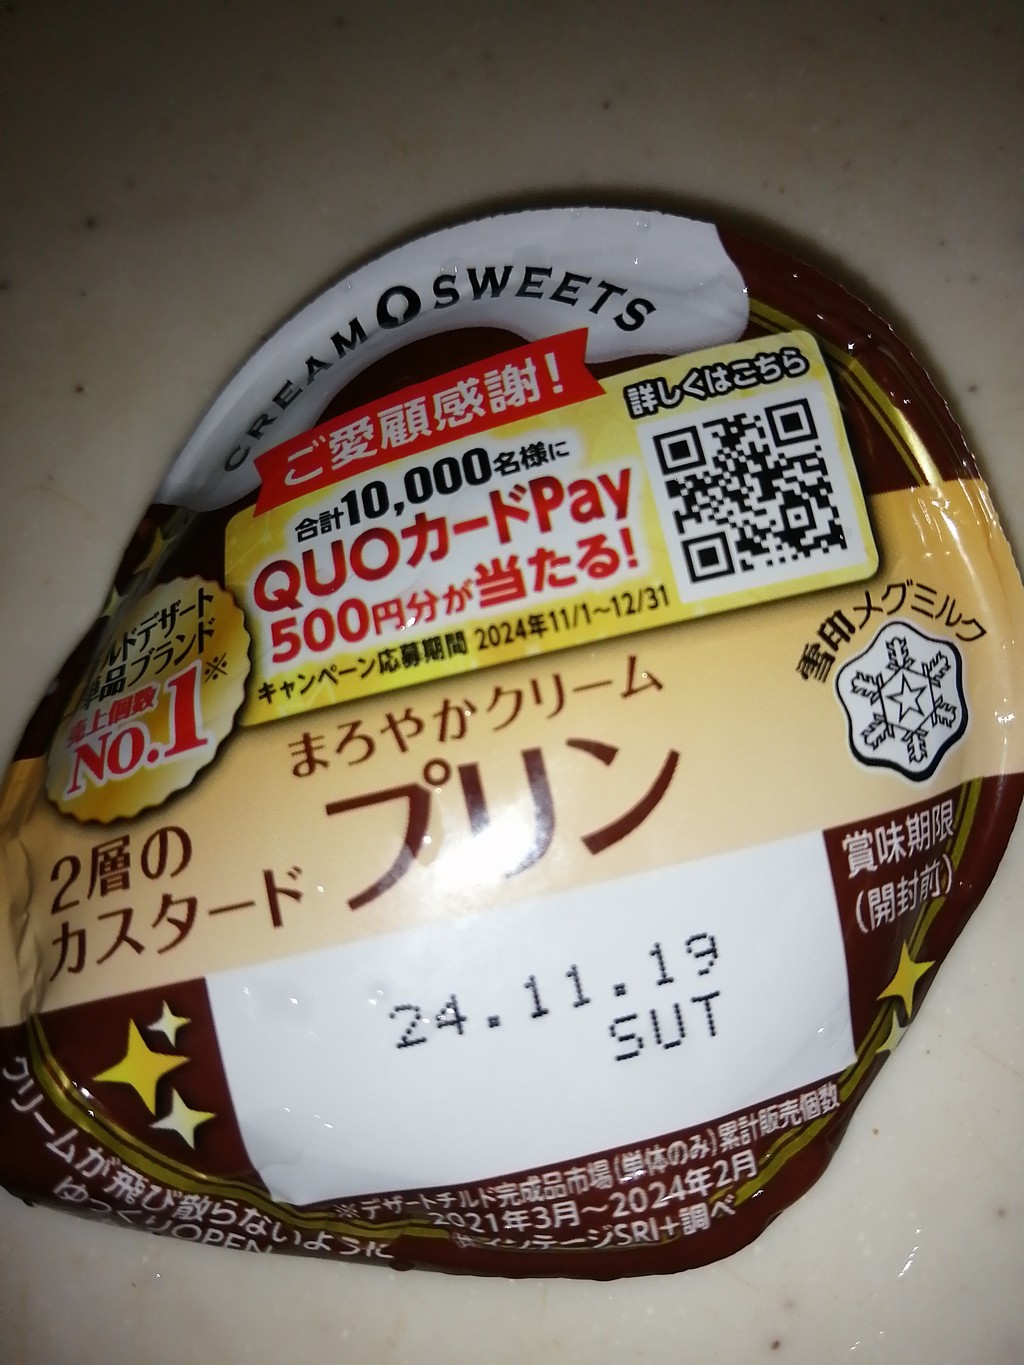 CREAM SWEETS
ご愛顧感謝!
合計10,000名様に
QUOカードPay
500円分が当たる!
キャンペーン応募期間 2024年11/1～12/31
詳しくはこちら
ルドデザート
単品ブランド※
売上個数
No.1
雪印メグミルク
まろやかクリーム
プリン
2層の
カスタード
賞味期限
(開封前)
24.11.19
SUT
※デザートチルド完成品市場(単体のみ)累計販売個数
2021年3月～2024年2月
インテージSRI+調べ
クリームが飛び散らないように
ゆっくりOPEN